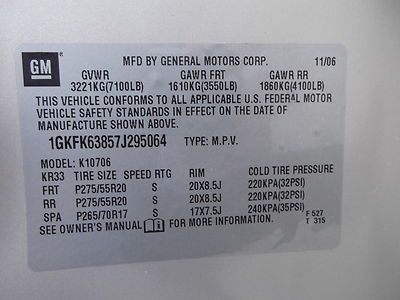 GM MFD BY GENERAL MOTORS CORP. 11/06
GVWR GAWR FRT GAWR RR
3221KG(7100LB) 1610KG(3550LB) 1860KG(4100LB)
THIS VEHICLE CONFORMS TO ALL APPLICABLE U.S. FEDERAL MOTOR
VEHICLE SAFETY STANDARDS IN EFFECT ON THE DATE OF
MANUFACTURE SHOWN ABOVE.
1GKFK63857J295064 TYPE: M.P.V.
MODEL: K10706
KR33 TIRE SIZE SPEED RTG RIM COLD TIRE PRESSURE
FRT P275/55R20 S 20X8.5J 220KPA(32PSI)
RR P275/55R20 S 20X8.5J 220KPA(32PSI)
SPA P265/70R17 S 17X7.5J 240KPA(35PSI) F 527
SEE OWNER'S MANUAL FOR ADDITIONAL INFORMATION. T 315